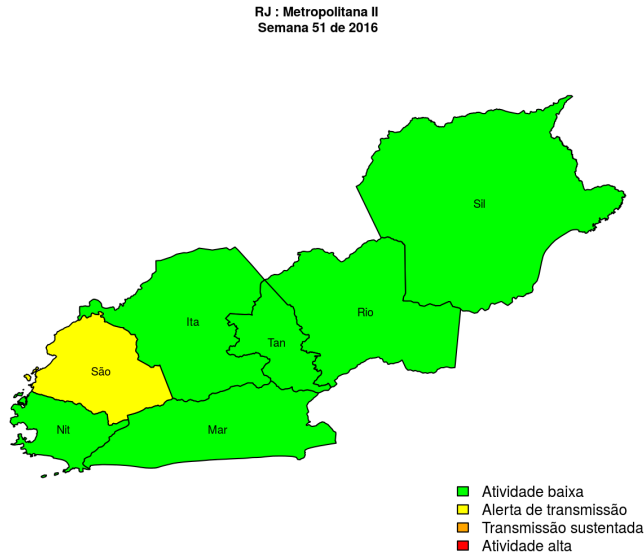 RJ : Metropolitana II
Semana 51 de 2016
Sil
Rio
Ita
Tan
São
Nit
Mar
Atividade baixa
Alerta de transmissão
Transmissão sustentada
Atividade alta